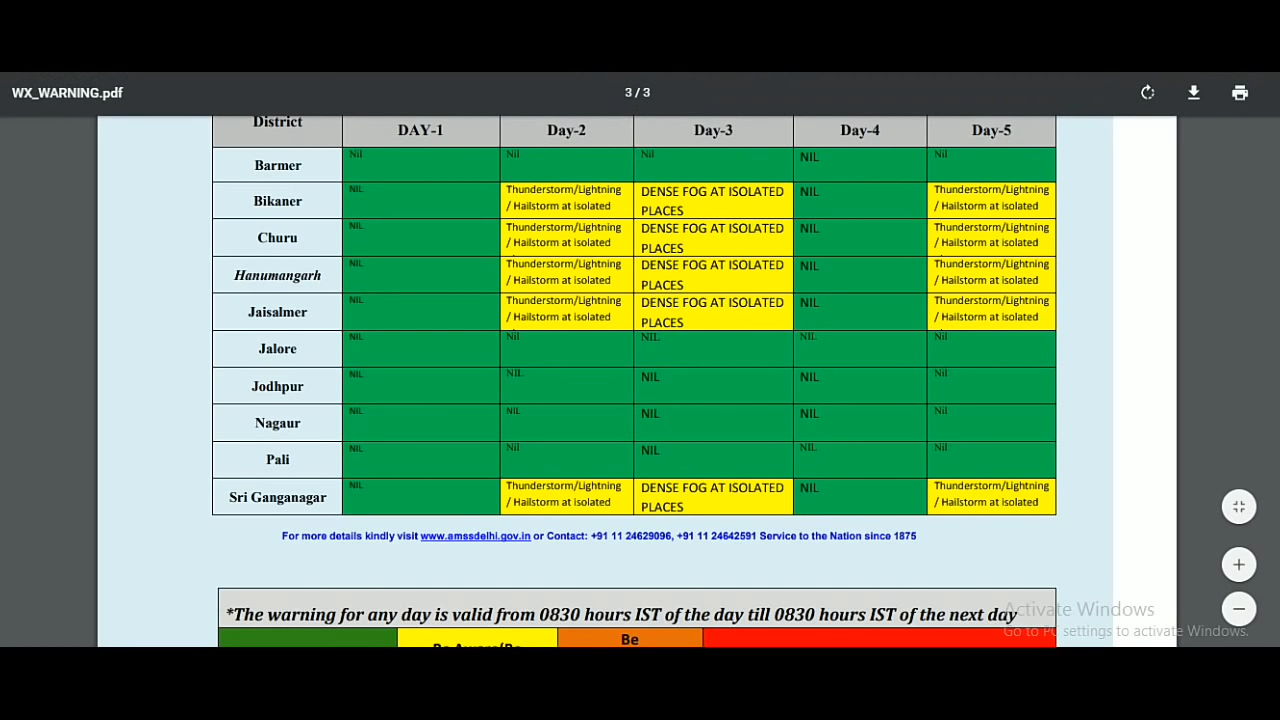 WX_WARNING.pdf
3 / 3
District DAY-1 Day-2 Day-3 Day-4 Day-5
Barmer Nil Nil Nil NIL Nil
Bikaner NIL Thunderstorm/Lightning DENSE FOG AT ISOLATED NIL Thunderstorm/Lightning
/ Hailstorm at isolated PLACES / Hailstorm at isolated
Churu NIL Thunderstorm/Lightning DENSE FOG AT ISOLATED NIL Thunderstorm/Lightning
/ Hailstorm at isolated PLACES / Hailstorm at isolated
Hanumangarh NIL Thunderstorm/Lightning DENSE FOG AT ISOLATED NIL Thunderstorm/Lightning
/ Hailstorm at isolated PLACES / Hailstorm at isolated
Jaisalmer NIL Thunderstorm/Lightning DENSE FOG AT ISOLATED NIL Thunderstorm/Lightning
/ Hailstorm at isolated PLACES / Hailstorm at isolated
Jalore NIL Nil NIL NIL Nil
Jodhpur NIL NIL NIL NIL Nil
Nagaur NIL NIL NIL NIL Nil
Pali NIL Nil NIL NIL Nil
Sri Ganganagar NIL Thunderstorm/Lightning DENSE FOG AT ISOLATED NIL Thunderstorm/Lightning
/ Hailstorm at isolated PLACES / Hailstorm at isolated
For more details kindly visit www.amssdelhi.gov.in or Contact: +91 11 24629096, +91 11 24642591 Service to the Nation since 1875
*The warning for any day is valid from 0830 hours IST of the day till 0830 hours IST of the next day
Be
Activate Windows
Go to PC settings to activate Windows.